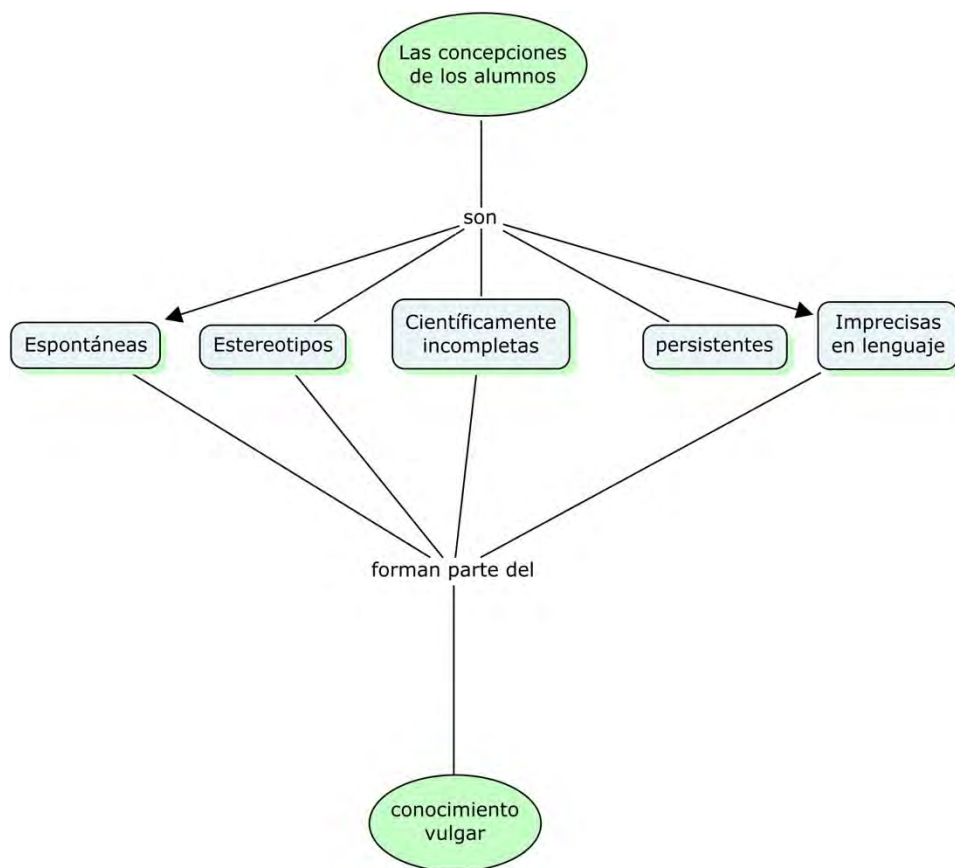 Las concepciones
de los alumnos
son
Espontáneas
Estereotipos
Científicamente
incompletas
persistentes
Imprecisas
en lenguaje
forman parte del
conocimiento
vulgar